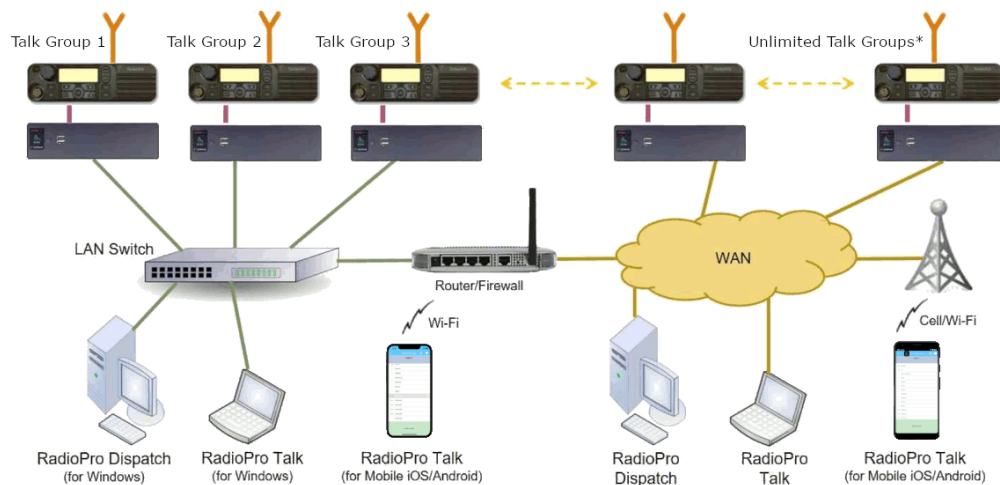 Talk Group 1
Talk Group 2
Talk Group 3
Unlimited Talk Groups*
LAN Switch
Router/Firewall
WAN
Wi-Fi
Cell/Wi-Fi
RadioPro Dispatch
(for Windows)
RadioPro Talk
(for Windows)
RadioPro Talk
(for Mobile iOS/Android)
RadioPro
Dispatch
RadioPro
Talk
RadioPro Talk
(for Mobile iOS/Android)